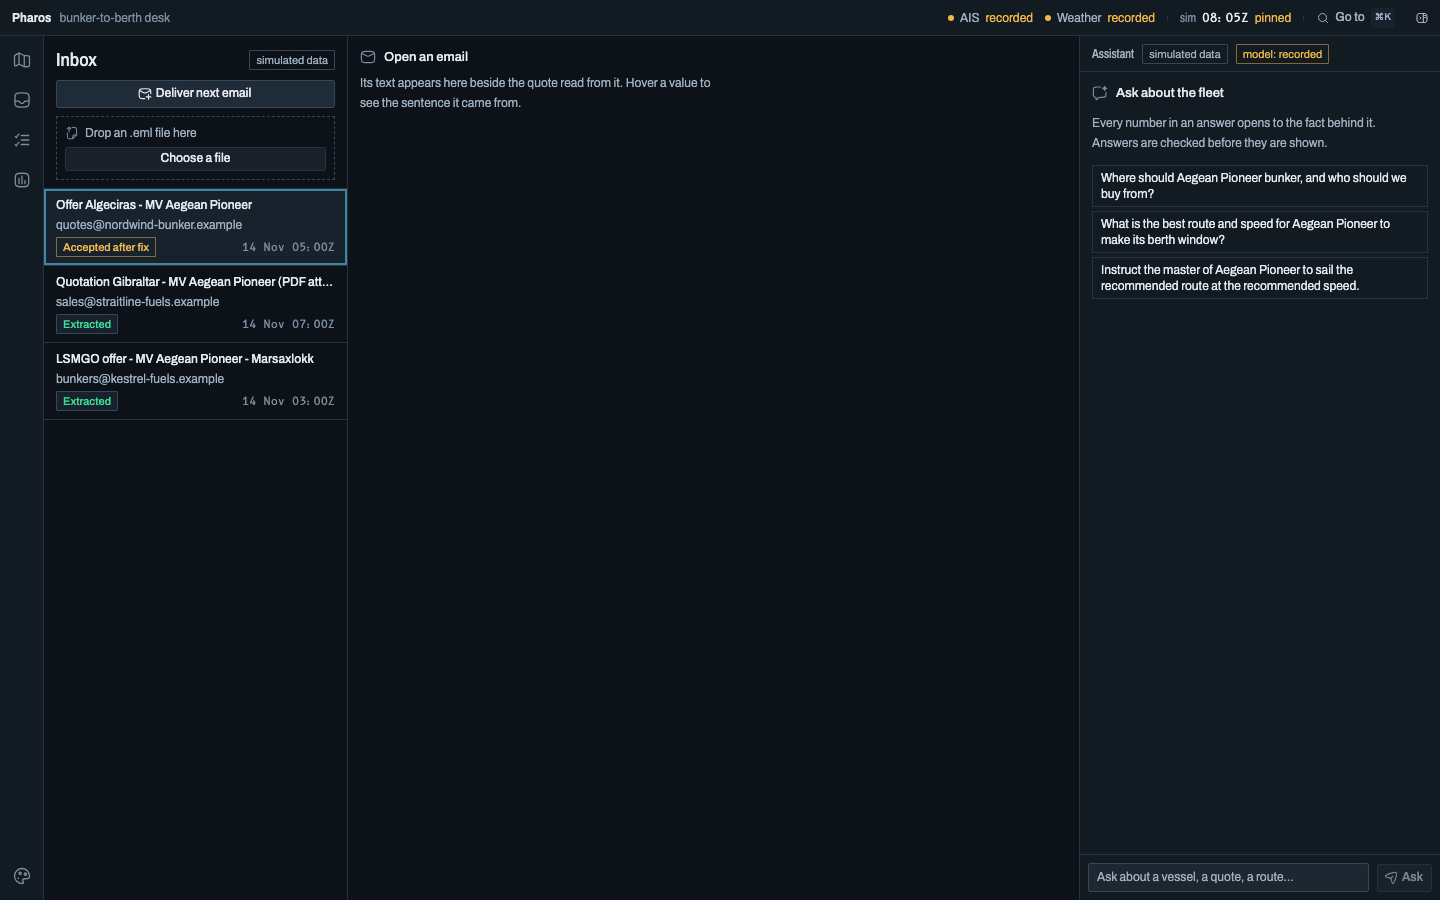 Pharos bunker-to-berth desk
AIS recorded Weather recorded sim 08:05Z pinned Go to ⌘K
Inbox simulated data
Deliver next email
Drop an .eml file here
Choose a file
Offer Algeciras - MV Aegean Pioneer
quotes@nordwind-bunker.example
Accepted after fix 14 Nov 05:00Z
Quotation Gibraltar - MV Aegean Pioneer (PDF att...
sales@straitline-fuels.example
Extracted 14 Nov 07:00Z
LSMGO offer - MV Aegean Pioneer - Marsaxlokk
bunkers@kestrel-fuels.example
Extracted 14 Nov 03:00Z
Open an email
Its text appears here beside the quote read from it. Hover a value to
see the sentence it came from.
Assistant simulated data model: recorded
Ask about the fleet
Every number in an answer opens to the fact behind it.
Answers are checked before they are shown.
Where should Aegean Pioneer bunker, and who should we
buy from?
What is the best route and speed for Aegean Pioneer to
make its berth window?
Instruct the master of Aegean Pioneer to sail the
recommended route at the recommended speed.
Ask about a vessel, a quote, a route... Ask